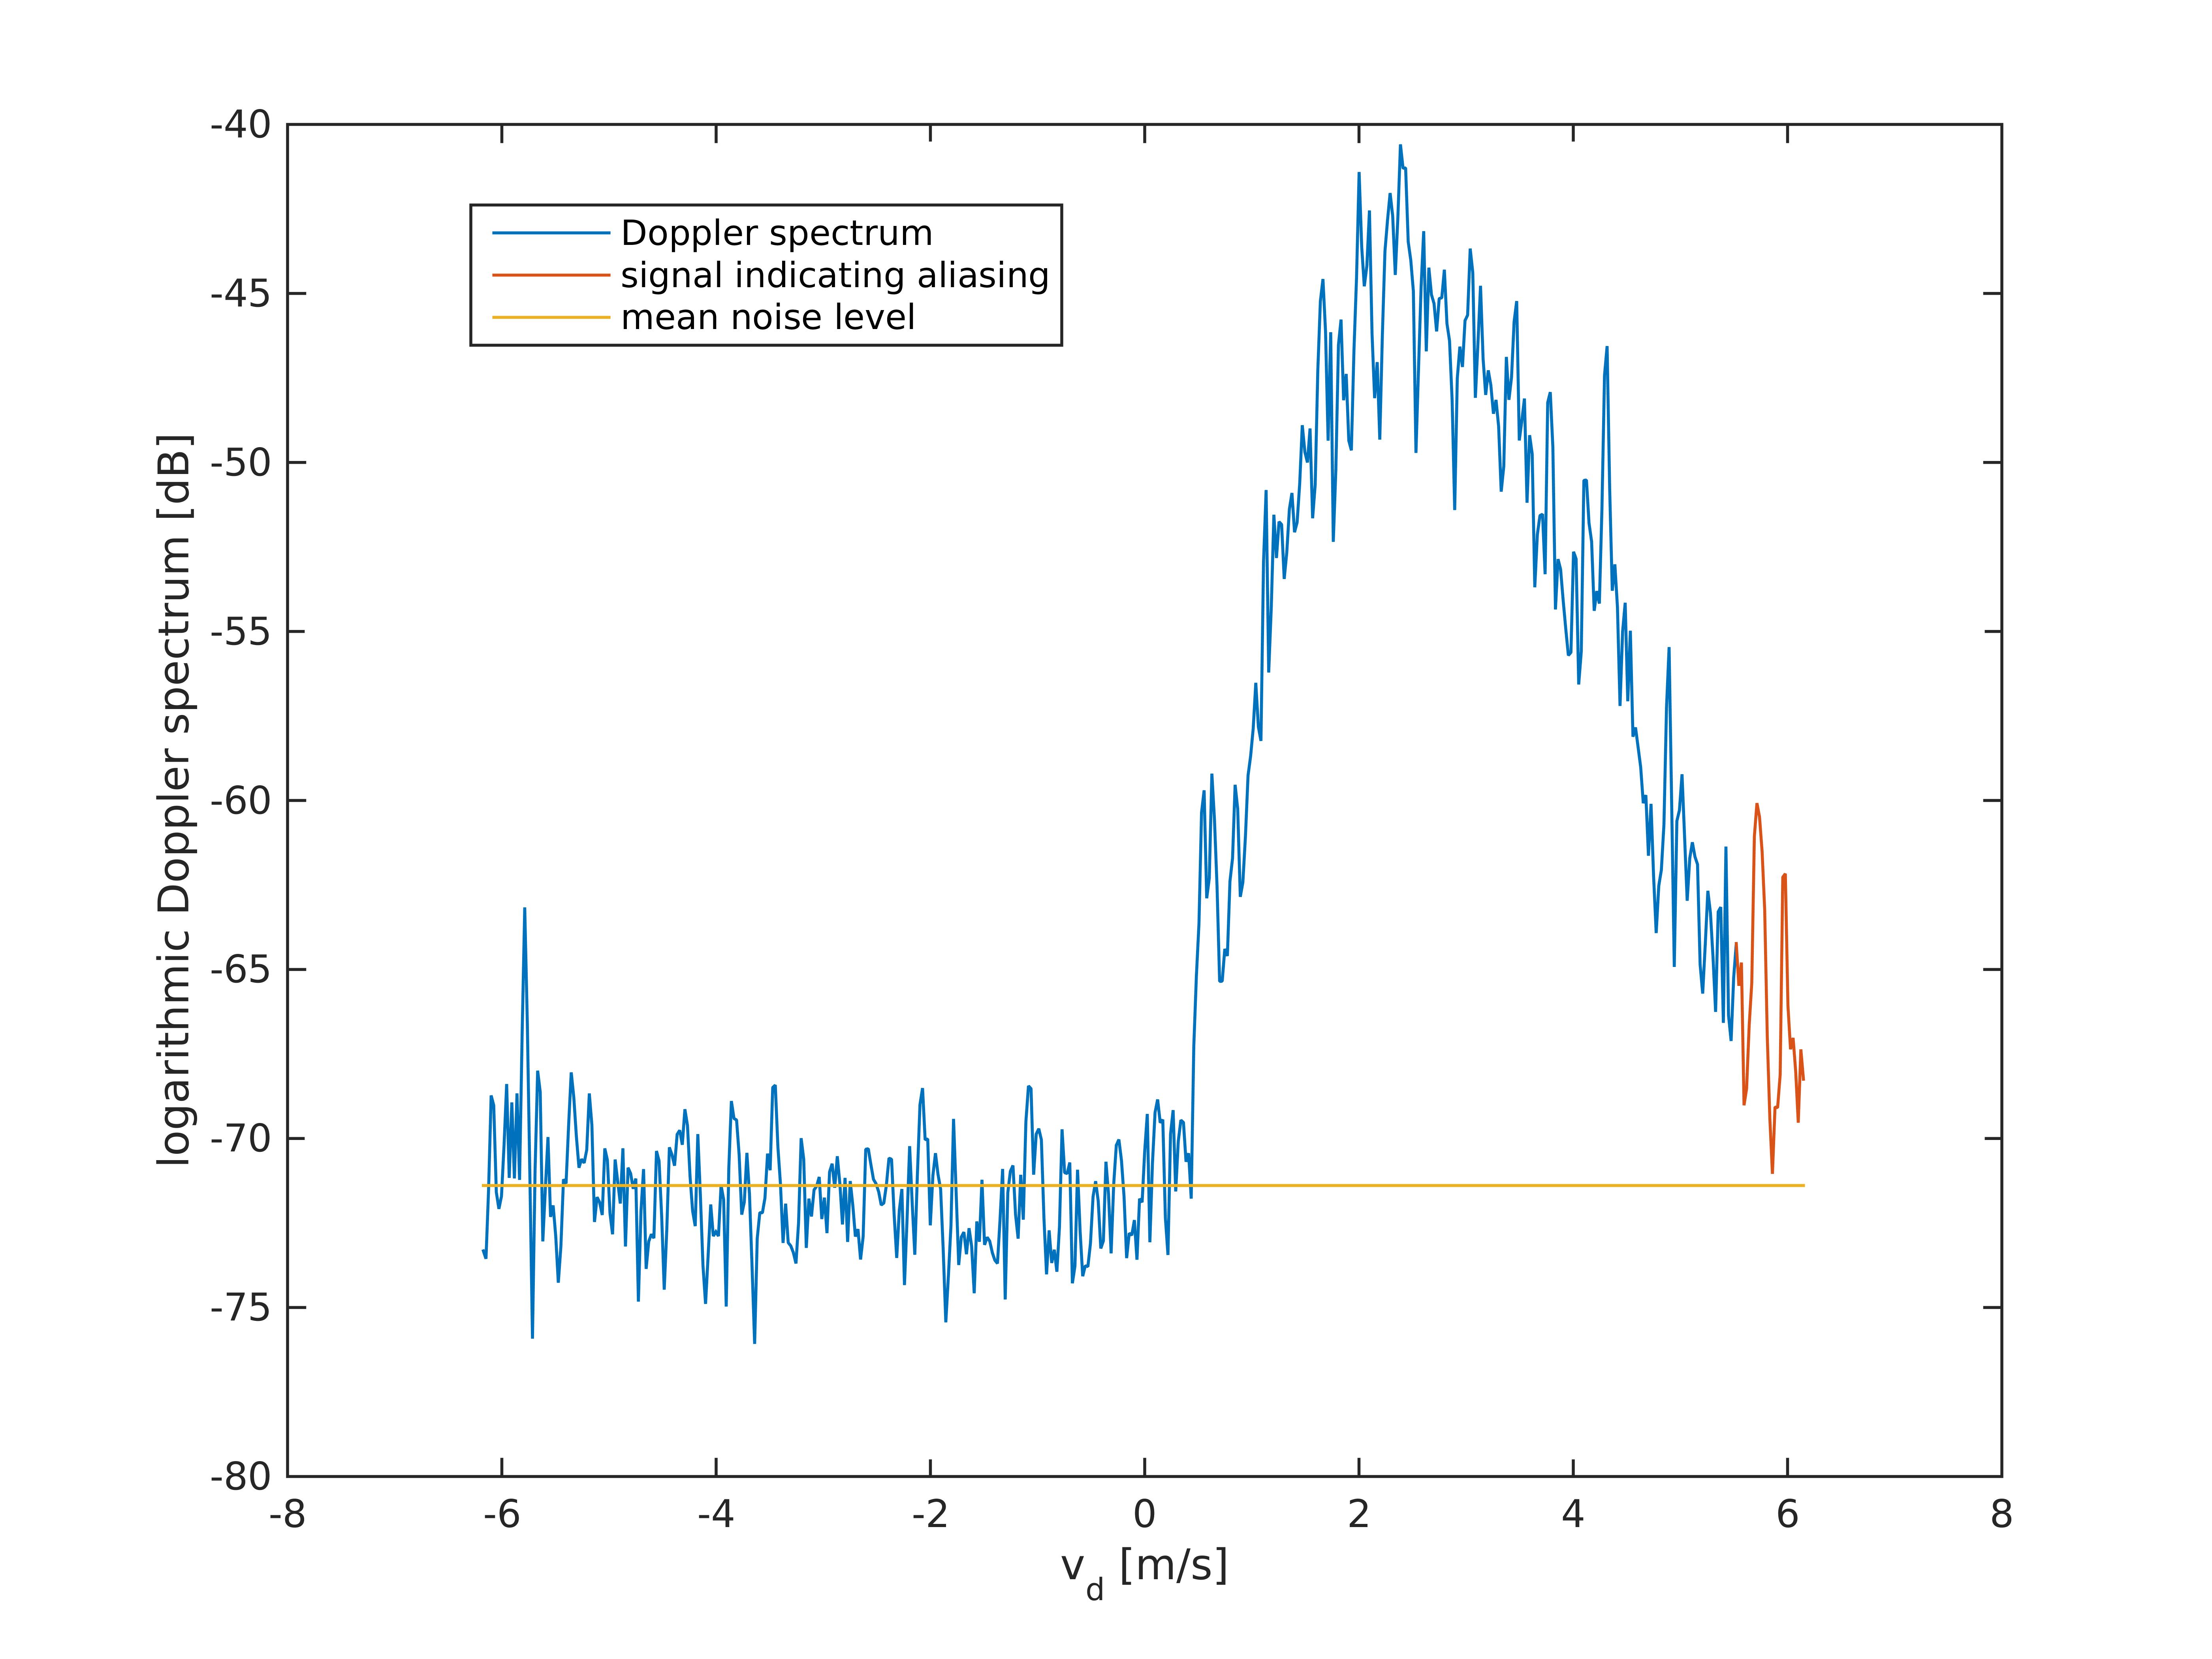 -40
-45
-50
-55
-60
-65
-70
-75
-80
logarithmic Doppler spectrum [dB]
Doppler spectrum
signal indicating aliasing
mean noise level
-8 -6 -4 -2 0 2 4 6 8
v_d [m/s]